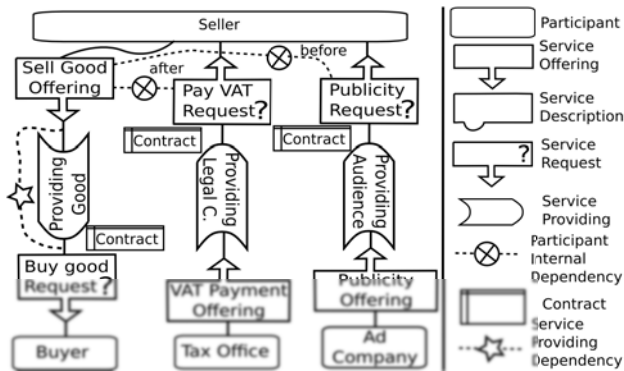 Seller
before
after
Sell Good
Offering
Pay VAT
Request?
Publicity
Request?
Contract
Contract
Providing
Good
Providing
Legal C.
Providing
Audience
Contract
Buy good
Request?
VAT Payment
Offering
Publicity
Offering
Buyer
Tax Office
Ad
Company
Participant
Service
Offering
Service
Description
?
Service
Request
Service
Providing
Participant
Internal
Dependency
Contract
Service
Providing
Dependency